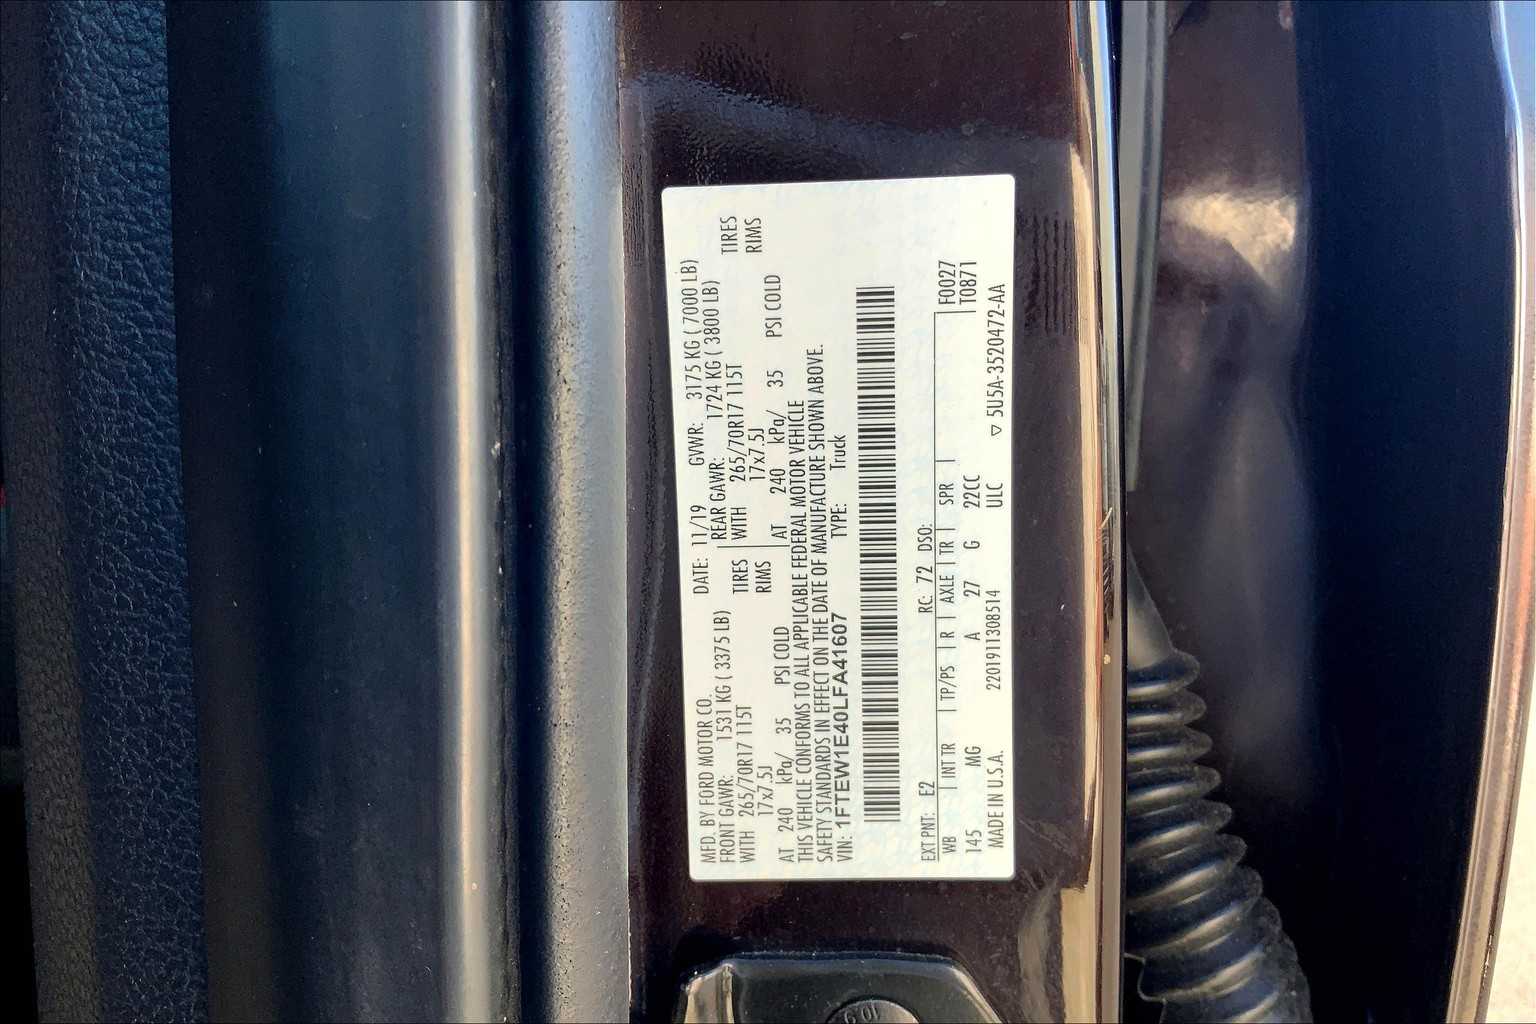 MFD. BY FORD MOTOR CO. DATE: 11/19 GVWR: 3175 KG ( 7000 LB)
FRONT GAWR: 1531 KG ( 3375 LB) REAR GAWR: 1724 KG ( 3800 LB)
WITH 265/70R17 115T TIRES WITH 265/70R17 115T TIRES
17x7.5J RIMS 17x7.5J RIMS
AT 240 kPa/ 35 PSI COLD AT 240 kPa/ 35 PSI COLD
THIS VEHICLE CONFORMS TO ALL APPLICABLE FEDERAL MOTOR VEHICLE
SAFETY STANDARDS IN EFFECT ON THE DATE OF MANUFACTURE SHOWN ABOVE.
VIN: 1FTEW1E40LFA41607 TYPE: Truck
EXT PNT: E2 RC: 72 DSO: F0027
WB INT TR TP/PS R AXLE TR SPR T0871
145 MG A 27 G 22CC
MADE IN U.S.A. 2201911308514 ULC ▽ 5U5A-3520472-AA